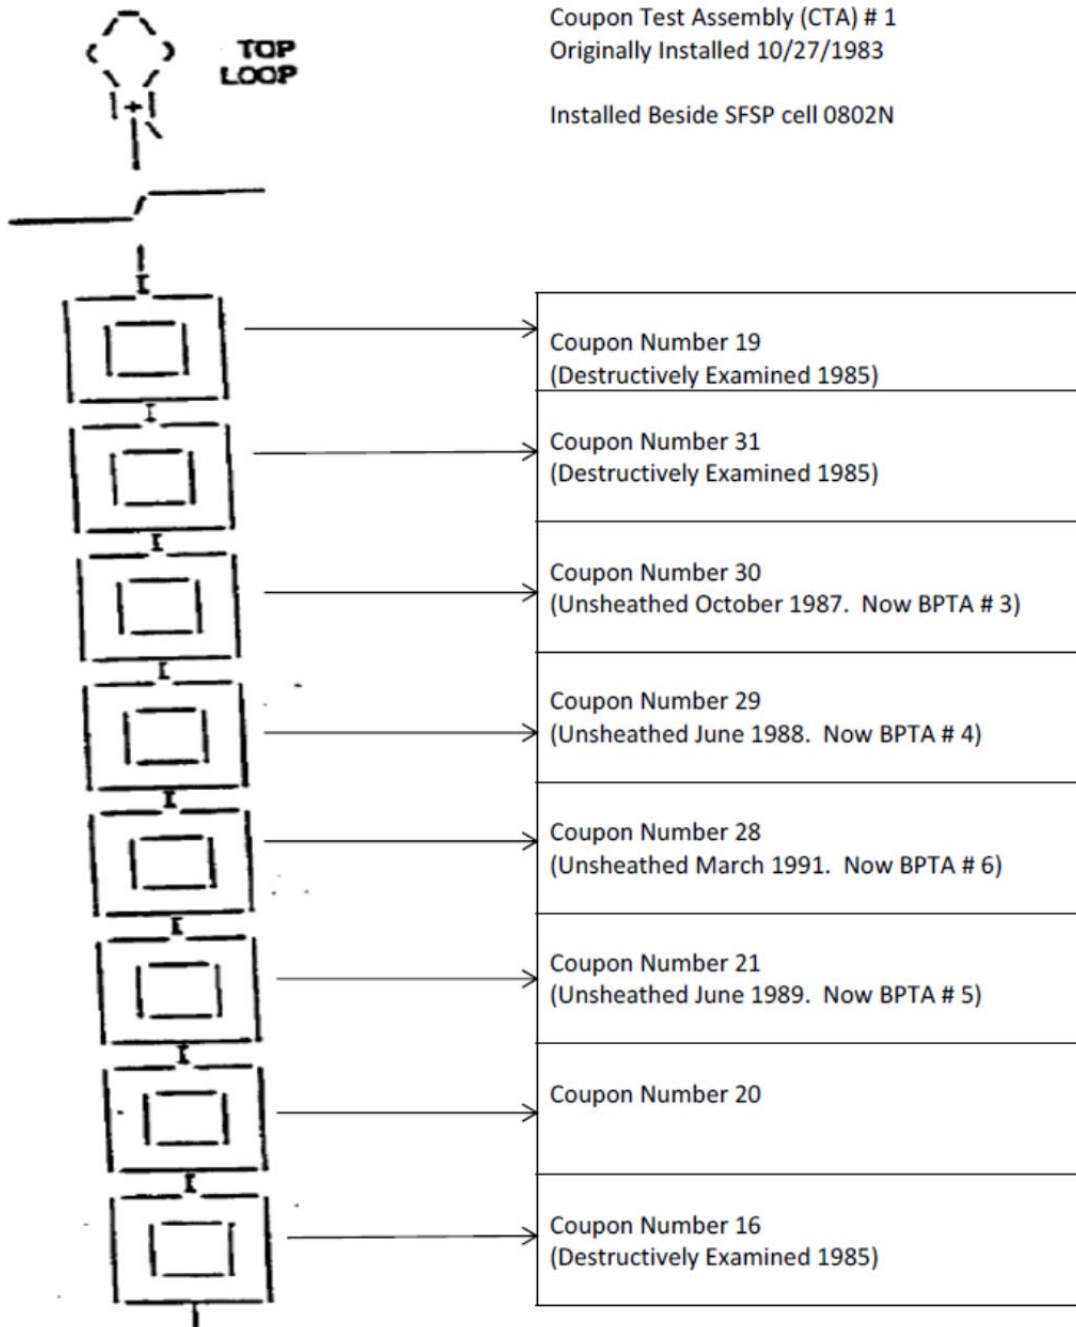 TOP
LOOP
Coupon Test Assembly (CTA) # 1
Originally Installed 10/27/1983
Installed Beside SFSP cell 0802N
Coupon Number 19
(Destructively Examined 1985)
Coupon Number 31
(Destructively Examined 1985)
Coupon Number 30
(Unsheathed October 1987.  Now BPTA # 3)
Coupon Number 29
(Unsheathed June 1988.  Now BPTA # 4)
Coupon Number 28
(Unsheathed March 1991.  Now BPTA # 6)
Coupon Number 21
(Unsheathed June 1989.  Now BPTA # 5)
Coupon Number 20
Coupon Number 16
(Destructively Examined 1985)